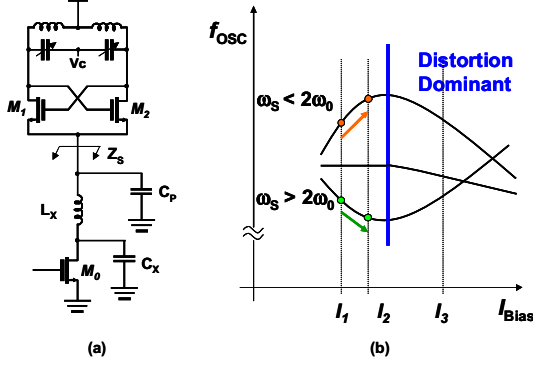 Vc
M1
M2
ZS
LX
CP
M0
CX
(a)
fOSC
Distortion
Dominant
ωS < 2ω0
ωS > 2ω0
I1
I2
I3
IBias
(b)